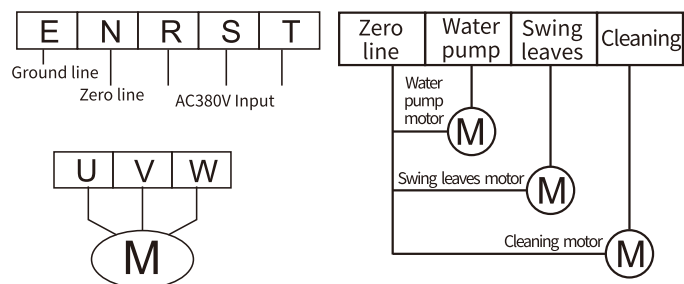 E N R S T
Ground line
Zero line
AC380V Input
U V W
M
Zero line
Water pump
Swing leaves
Cleaning
Water
pump
motor
M
Swing leaves motor
M
Cleaning motor
M